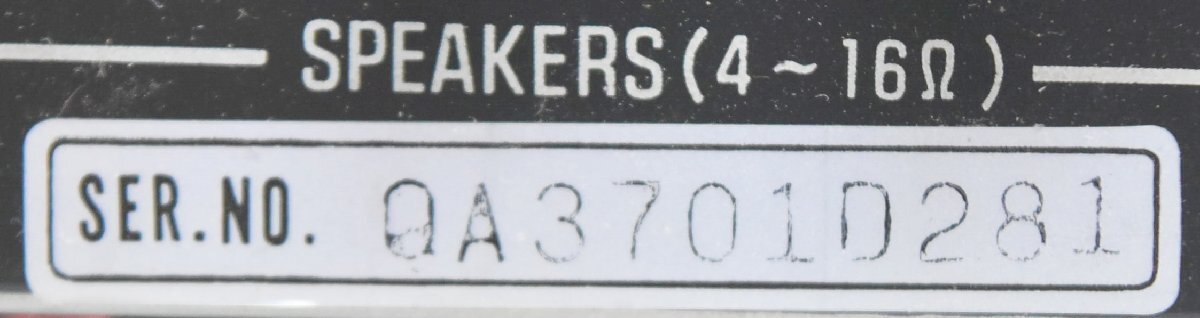 SPEAKERS (4 ~ 16Ω)
SER.NO. QA3701D281